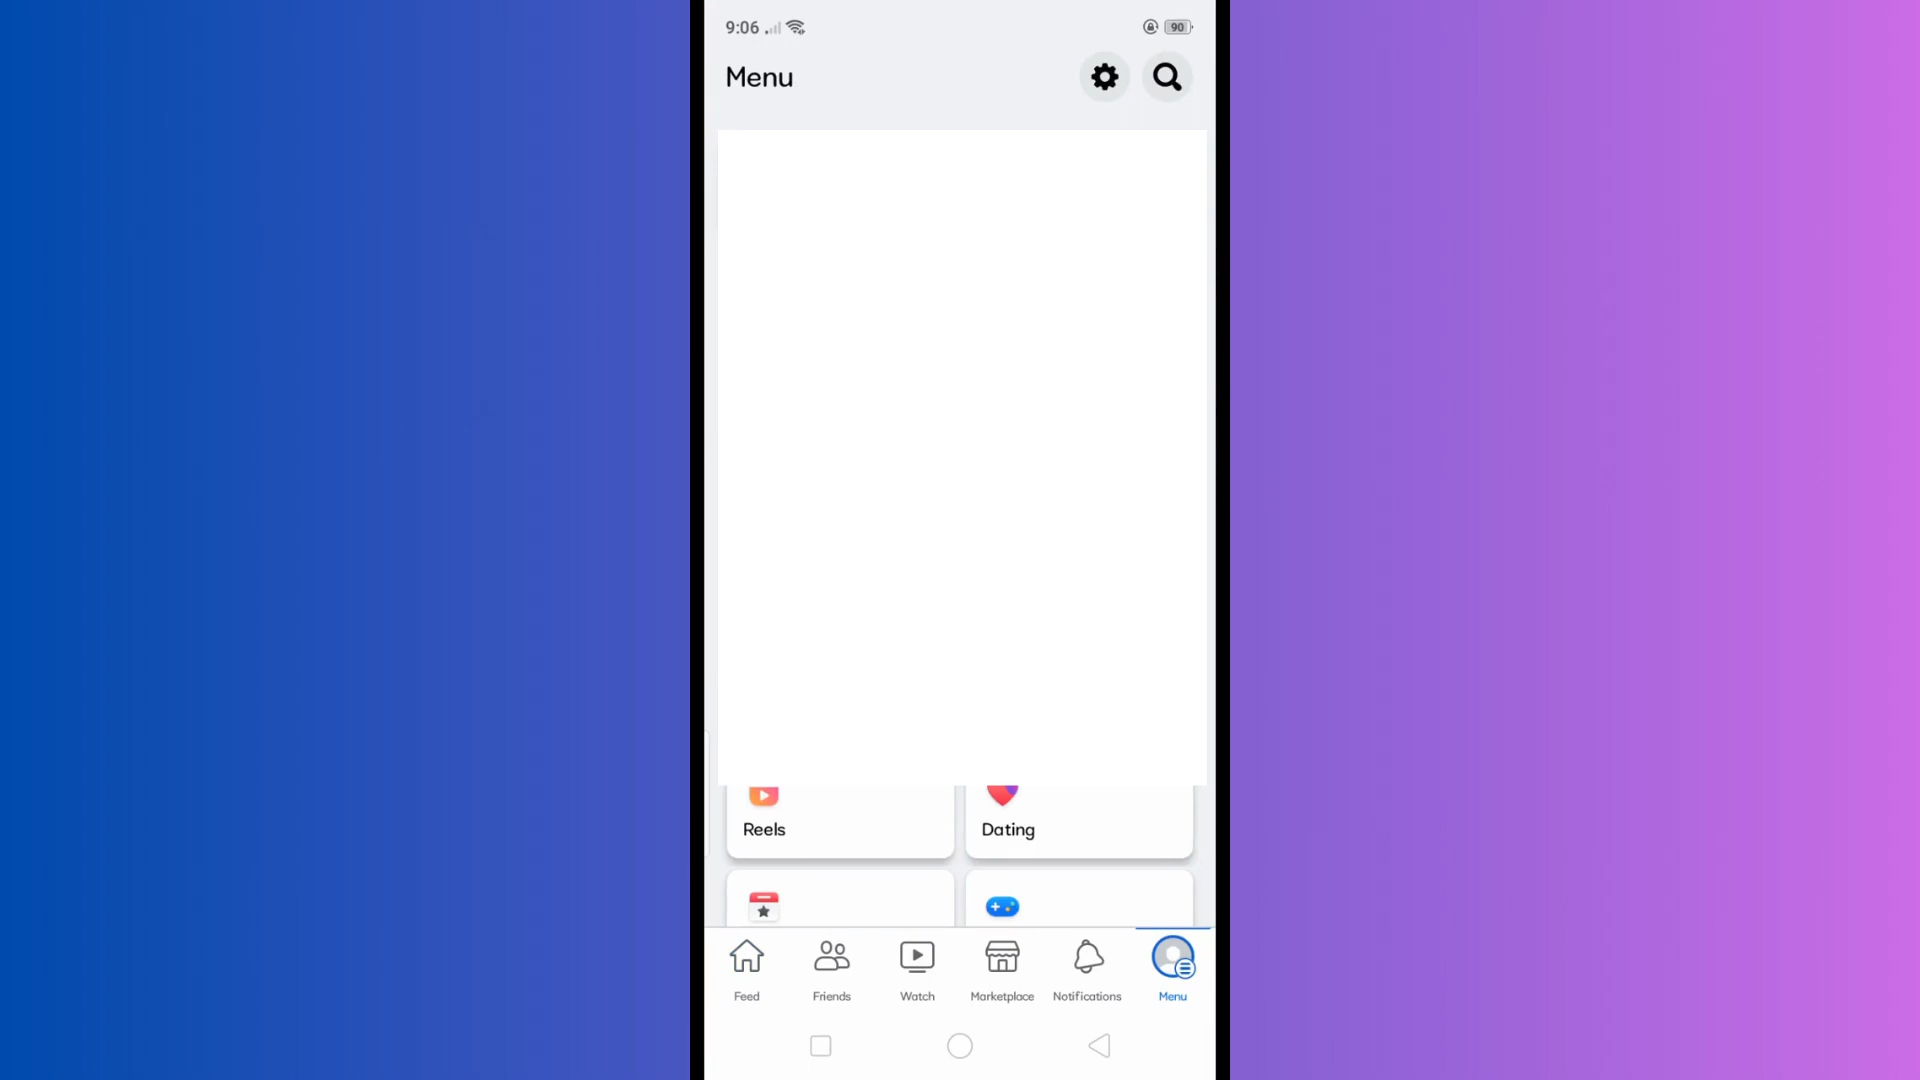 9:06 90
Menu
Reels Dating
Feed Friends Watch Marketplace Notifications Menu